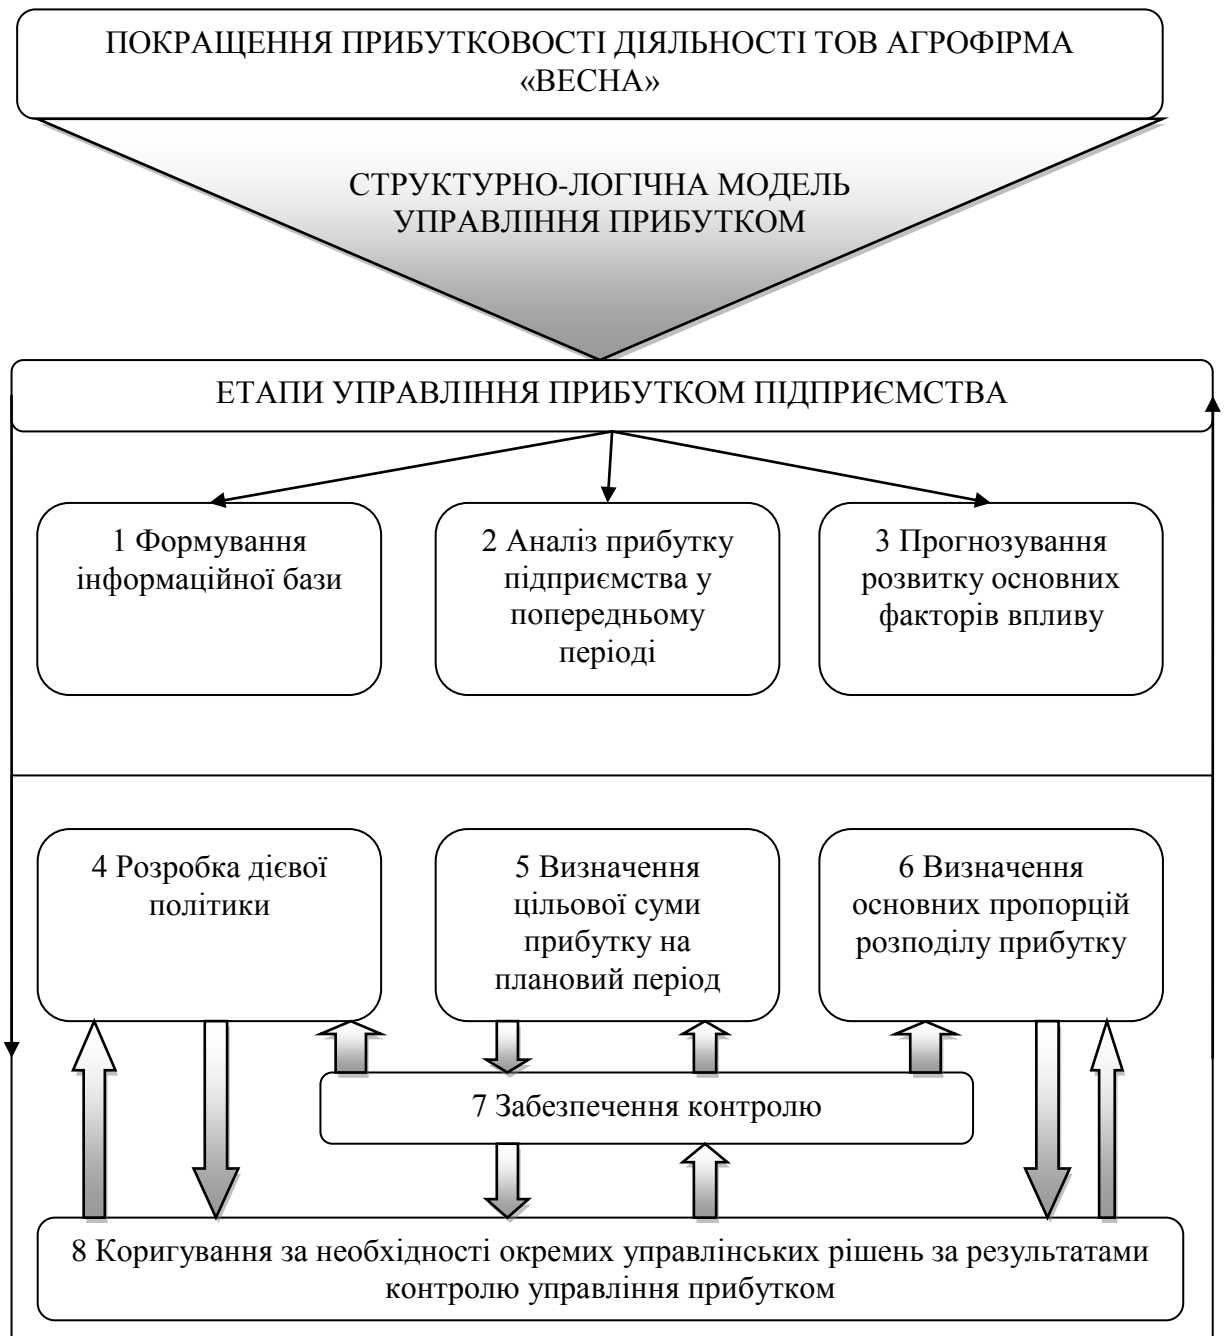 ПОКРАЩЕННЯ ПРИБУТКОВОСТІ ДІЯЛЬНОСТІ ТОВ АГРОФІРМА
«ВЕСНА»
СТРУКТУРНО-ЛОГІЧНА МОДЕЛЬ
УПРАВЛІННЯ ПРИБУТКОМ
ЕТАПИ УПРАВЛІННЯ ПРИБУТКОМ ПІДПРИЄМСТВА
1 Формування
інформаційної бази
2 Аналіз прибутку
підприємства у
попередньому
періоді
3 Прогнозування
розвитку основних
факторів впливу
4 Розробка дієвої
політики
5 Визначення
цільової суми
прибутку на
плановий період
6 Визначення
основних пропорцій
розподілу прибутку
7 Забезпечення контролю
8 Коригування за необхідності окремих управлінських рішень за результатами
контролю управління прибутком